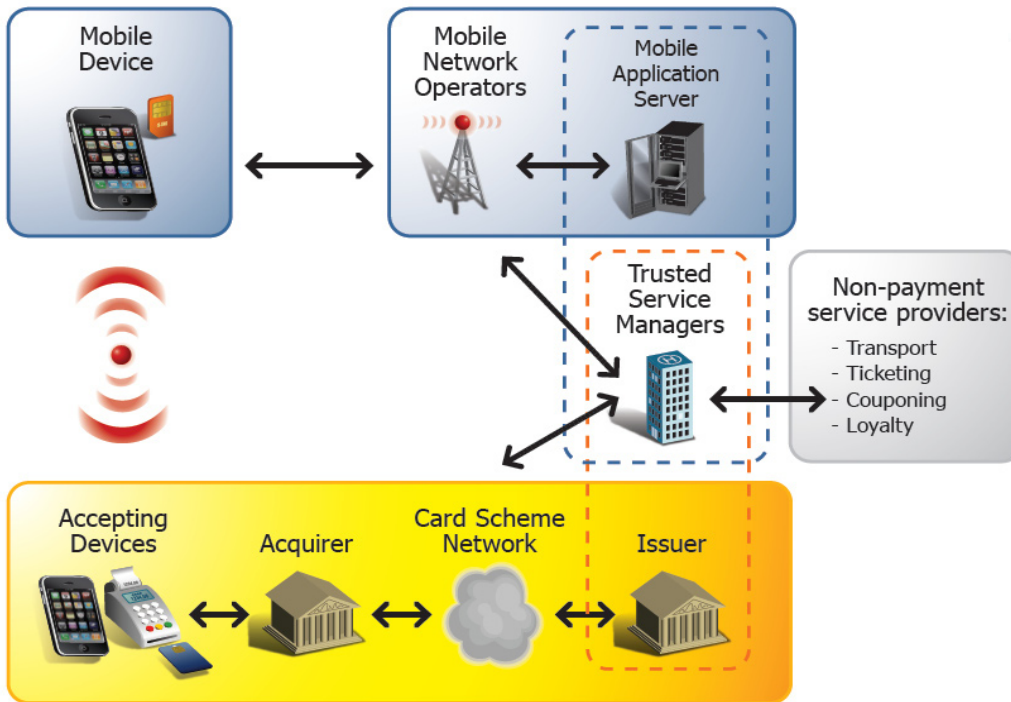 Mobile
Device
Mobile
Network
Operators
Mobile
Application
Server
Trusted
Service
Managers
Non-payment
service providers:
- Transport
- Ticketing
- Couponing
- Loyalty
Accepting
Devices
Acquirer
Card Scheme
Network
Issuer